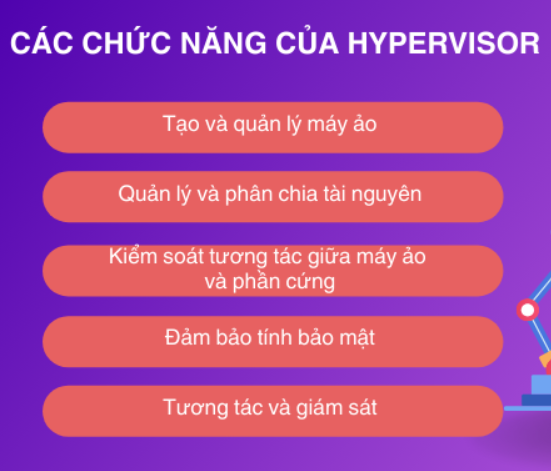 CÁC CHỨC NĂNG CỦA HYPERVISOR
Tạo và quản lý máy ảo
Quản lý và phân chia tài nguyên
Kiểm soát tương tác giữa máy ảo
và phần cứng
Đảm bảo tính bảo mật
Tương tác và giám sát